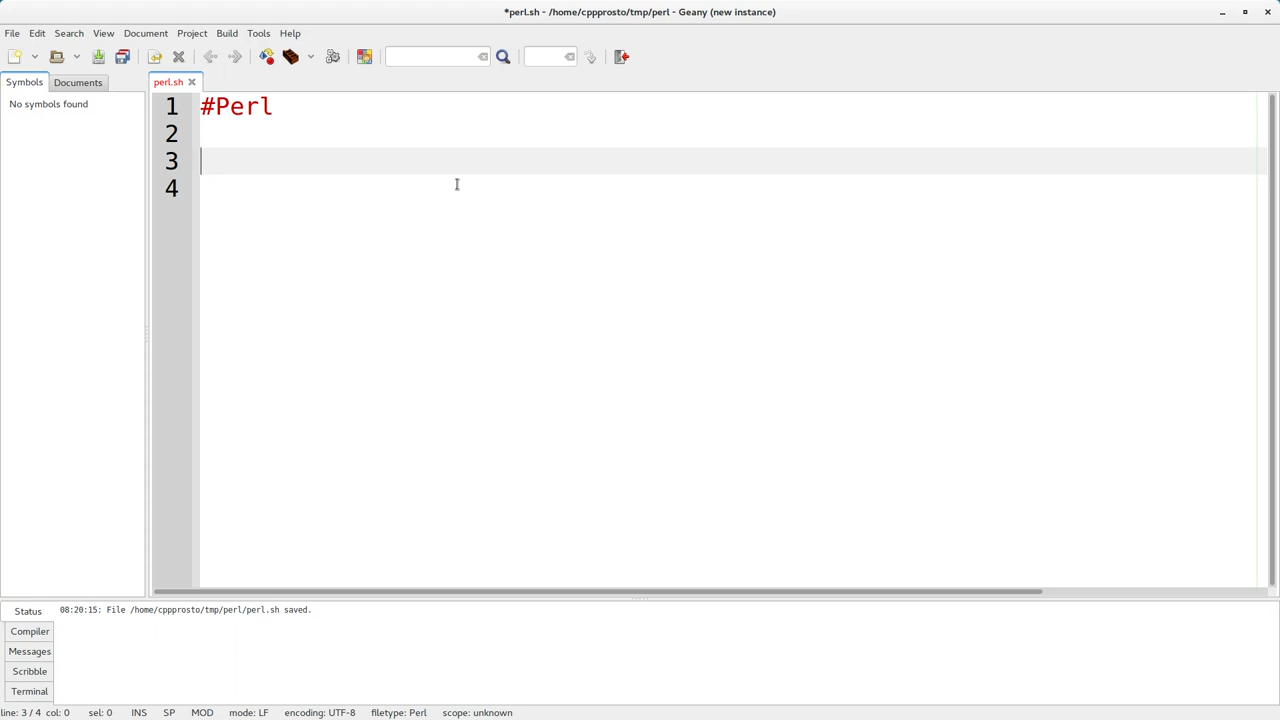 *perl.sh - /home/cppprosto/tmp/perl - Geany (new instance)
File Edit Search View Document Project Build Tools Help
Symbols Documents perl.sh
No symbols found
1 #Perl
2
3
4
Status 08:20:15: File /home/cppprosto/tmp/perl/perl.sh saved.
Compiler
Messages
Scribble
Terminal
line: 3 / 4 col: 0 sel: 0 INS SP MOD mode: LF encoding: UTF-8 filetype: Perl scope: unknown